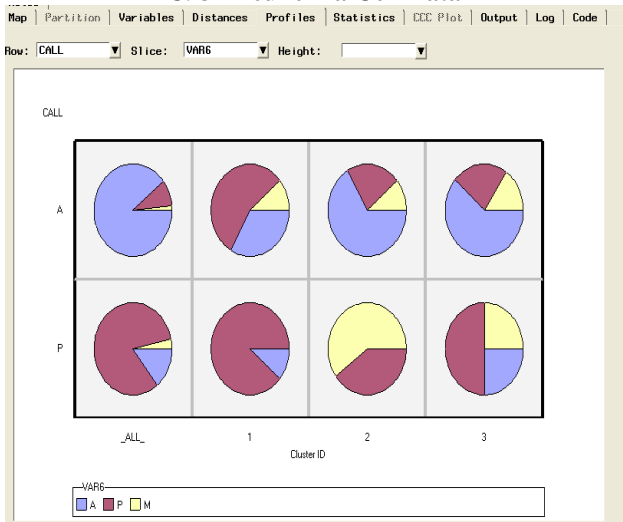 Map Partition Variables Distances Profiles Statistics CCC Plot Output Log Code
Row: CALL Slice: VAR6 Height:
CALL
A
P
_ALL_ 1 2 3
Cluster ID
VAR6
A P M